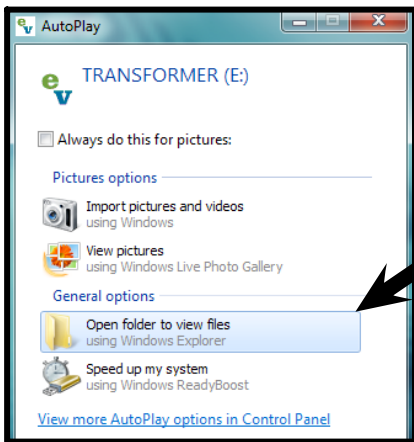 ev AutoPlay
ev TRANSFORMER (E:)
Always do this for pictures:
Pictures options
Import pictures and videos
using Windows
View pictures
using Windows Live Photo Gallery
General options
Open folder to view files
using Windows Explorer
Speed up my system
using Windows ReadyBoost
View more AutoPlay options in Control Panel